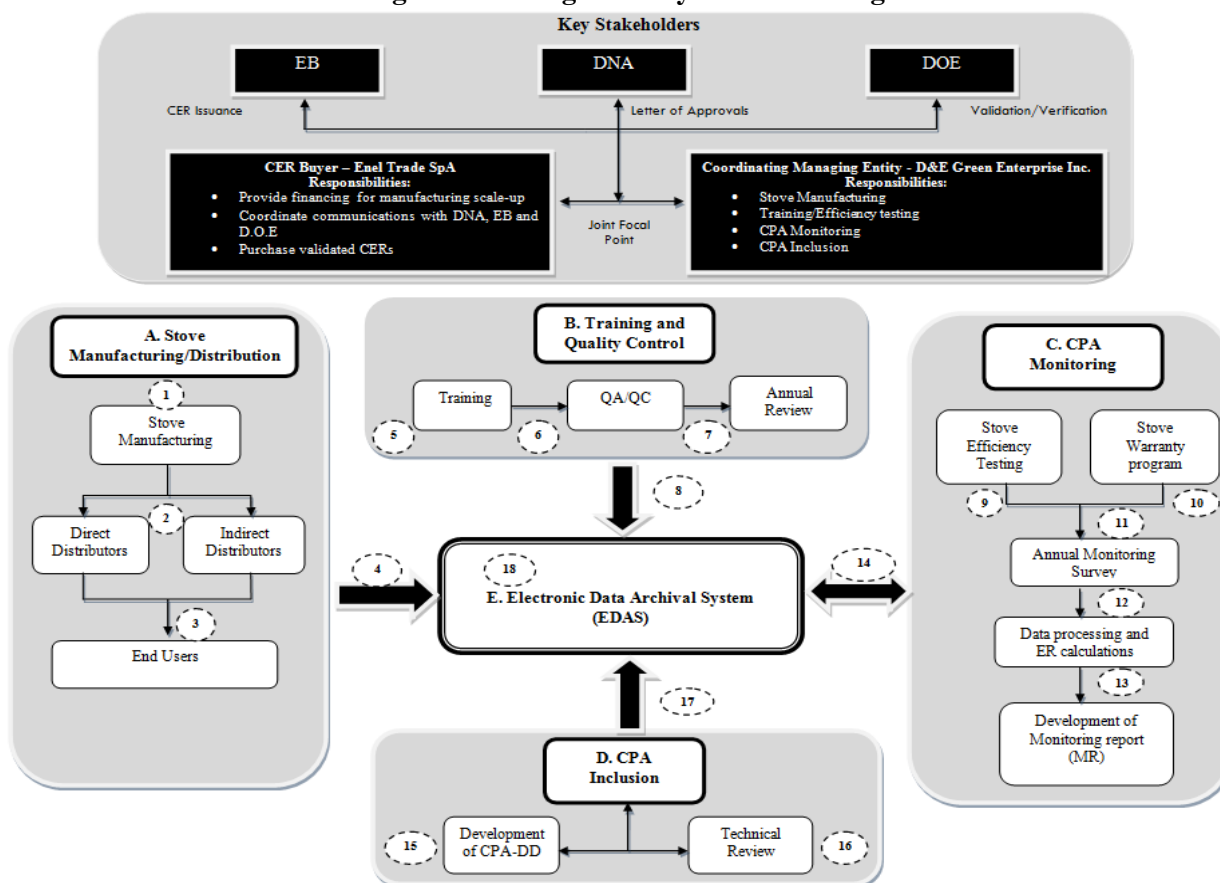 Key Stakeholders
EB
DNA
DOE
CER Issuance
Letter of Approvals
Validation/Verification
CER Buyer – Enel Trade SpA
Responsibilities:
• Provide financing for manufacturing scale-up
• Coordinate communications with DNA, EB and
D.O.E
• Purchase validated CERs
Joint Focal
Point
Coordinating Managing Entity - D&E Green Enterprise Inc.
Responsibilities:
• Stove Manufacturing
• Training/Efficiency testing
• CPA Monitoring
• CPA Inclusion
A. Stove
Manufacturing/Distribution
1
Stove
Manufacturing
2
Direct
Distributors
Indirect
Distributors
3
End Users
4
B. Training and
Quality Control
Training
QA/QC
Annual
Review
5
6
7
8
C. CPA
Monitoring
Stove
Efficiency
Testing
Stove
Warranty
program
9
10
11
Annual Monitoring
Survey
12
Data processing and
ER calculations
13
Development of
Monitoring report
(MR)
14
18
E. Electronic Data Archival System
(EDAS)
17
D. CPA
Inclusion
15
Development
of CPA-DD
Technical
Review
16